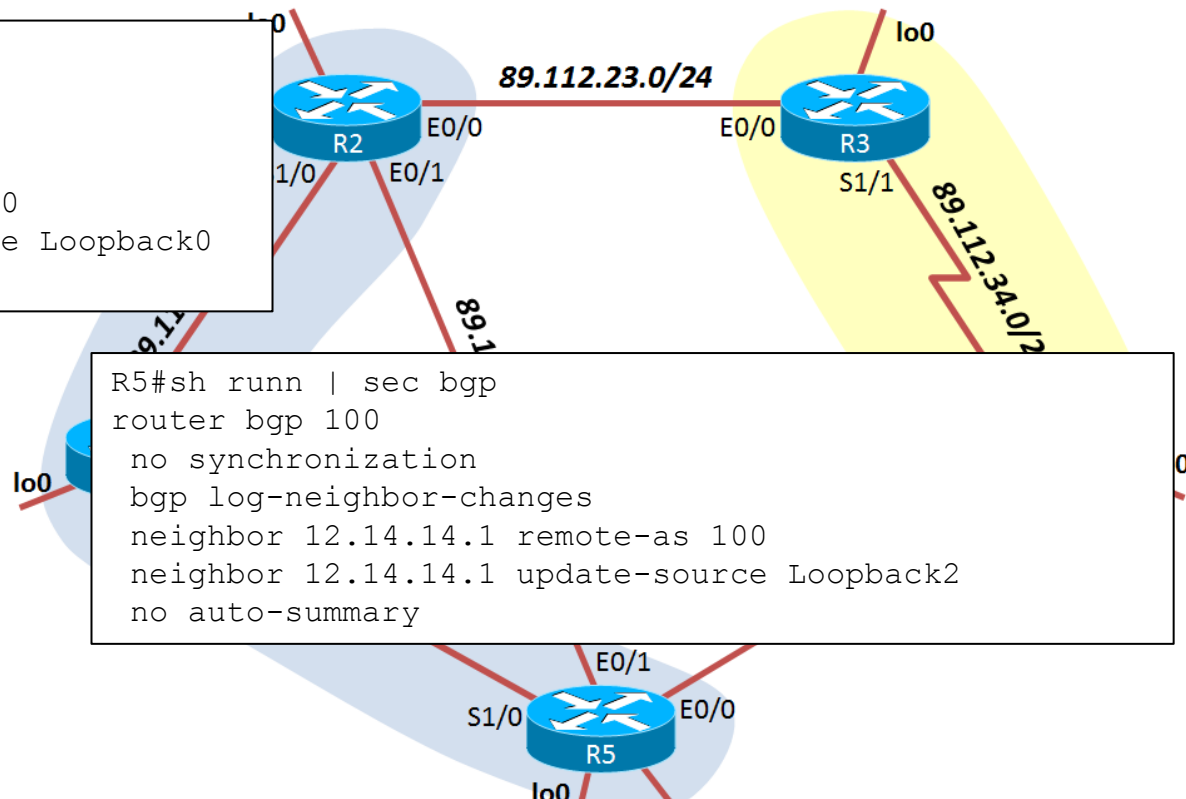 lo0
89.112.23.0/24
E0/0
E0/0
R2
R3
1/0
E0/1
S1/1
0
e Loopback0
89.1
89.112.34.0/2
R5#sh runn | sec bgp
router bgp 100
no synchronization
bgp log-neighbor-changes
neighbor 12.14.14.1 remote-as 100
neighbor 12.14.14.1 update-source Loopback2
no auto-summary
lo0
0
E0/1
S1/0
E0/0
R5
lo0